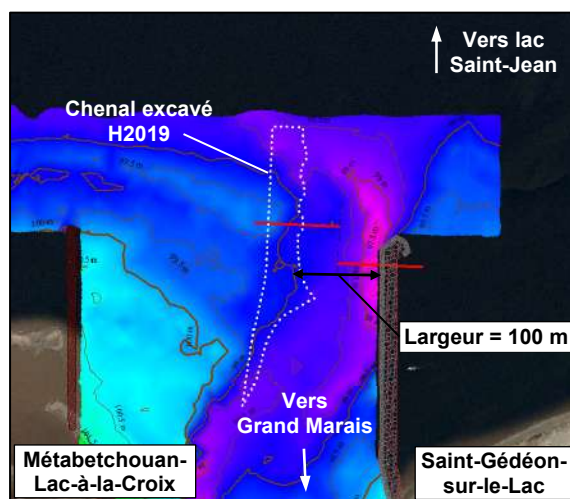 Vers lac
Saint-Jean
Chenal excavé
H2019
Largeur = 100 m
Vers
Grand Marais
Métabetchouan-
Lac-à-la-Croix
Saint-Gédéon-
sur-le-Lac